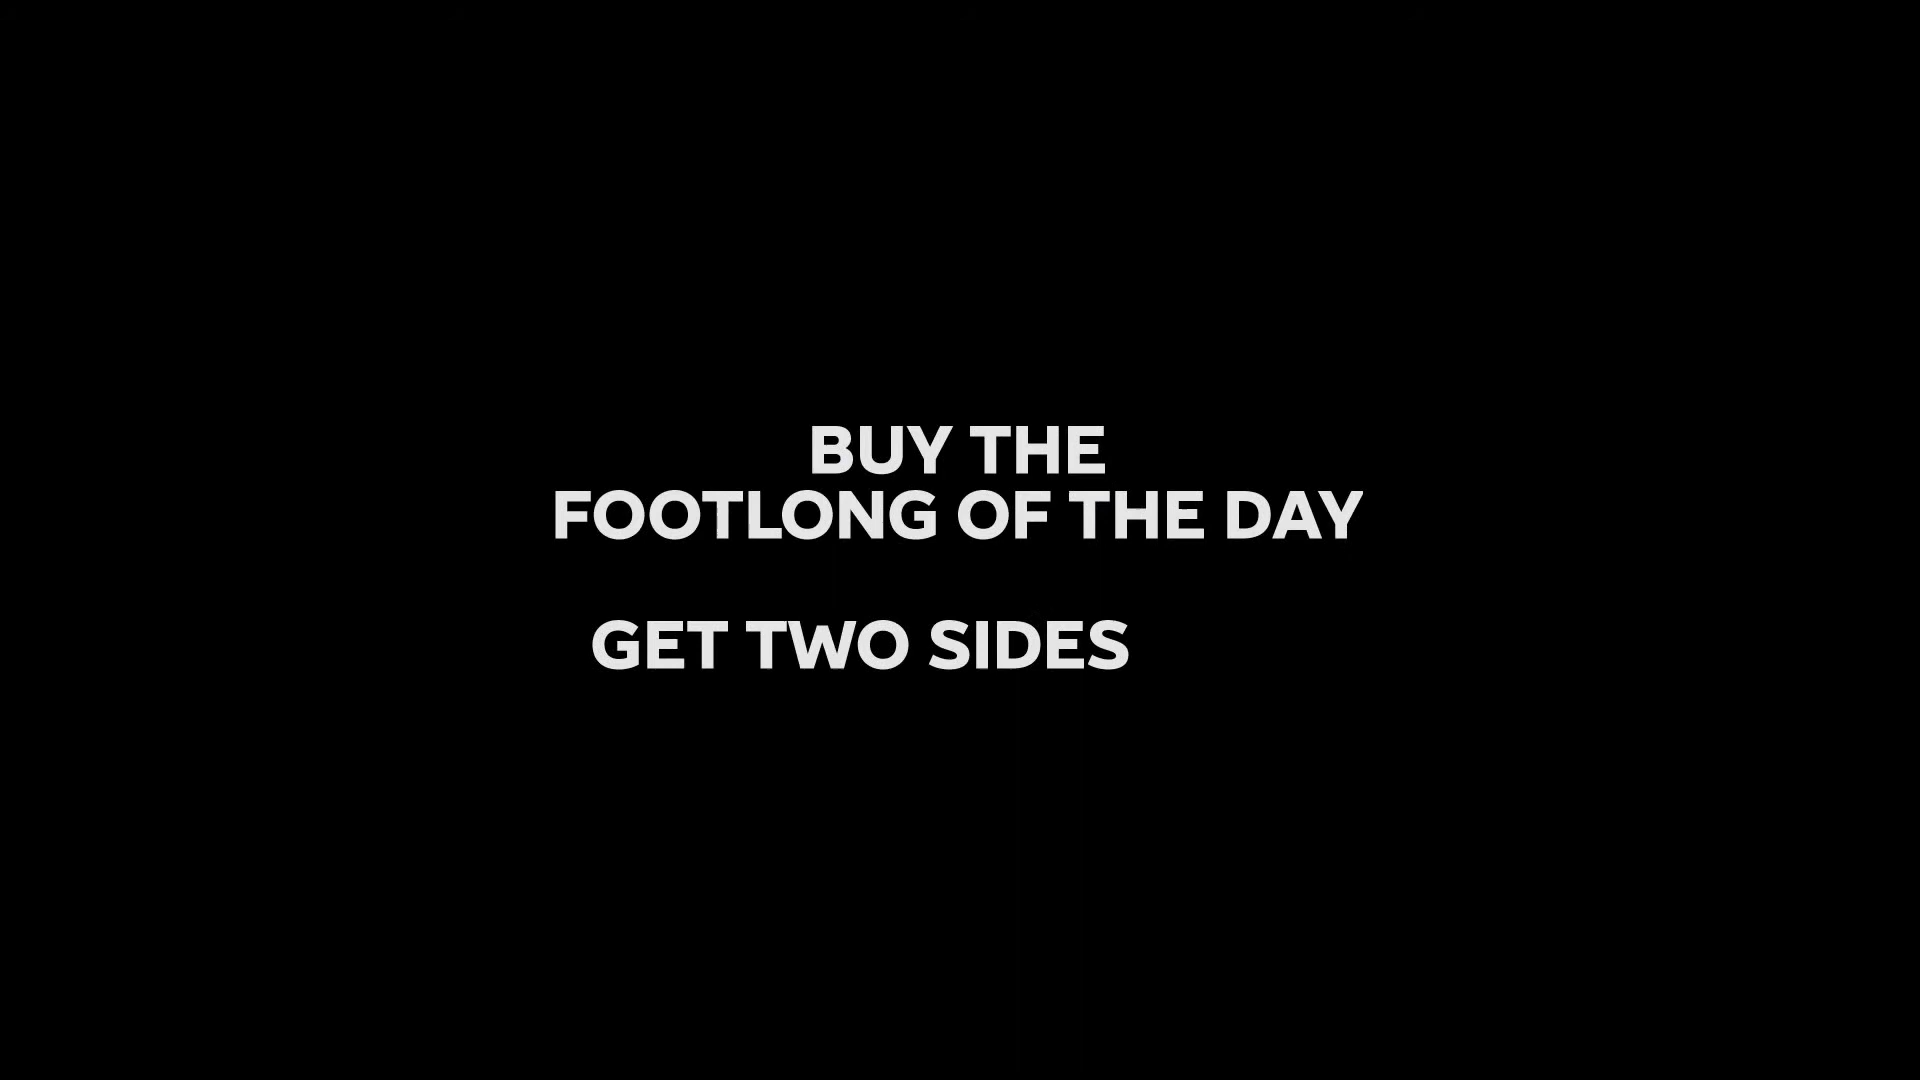 BUY THE
FOOTLONG OF THE DAY
GET TWO SIDES